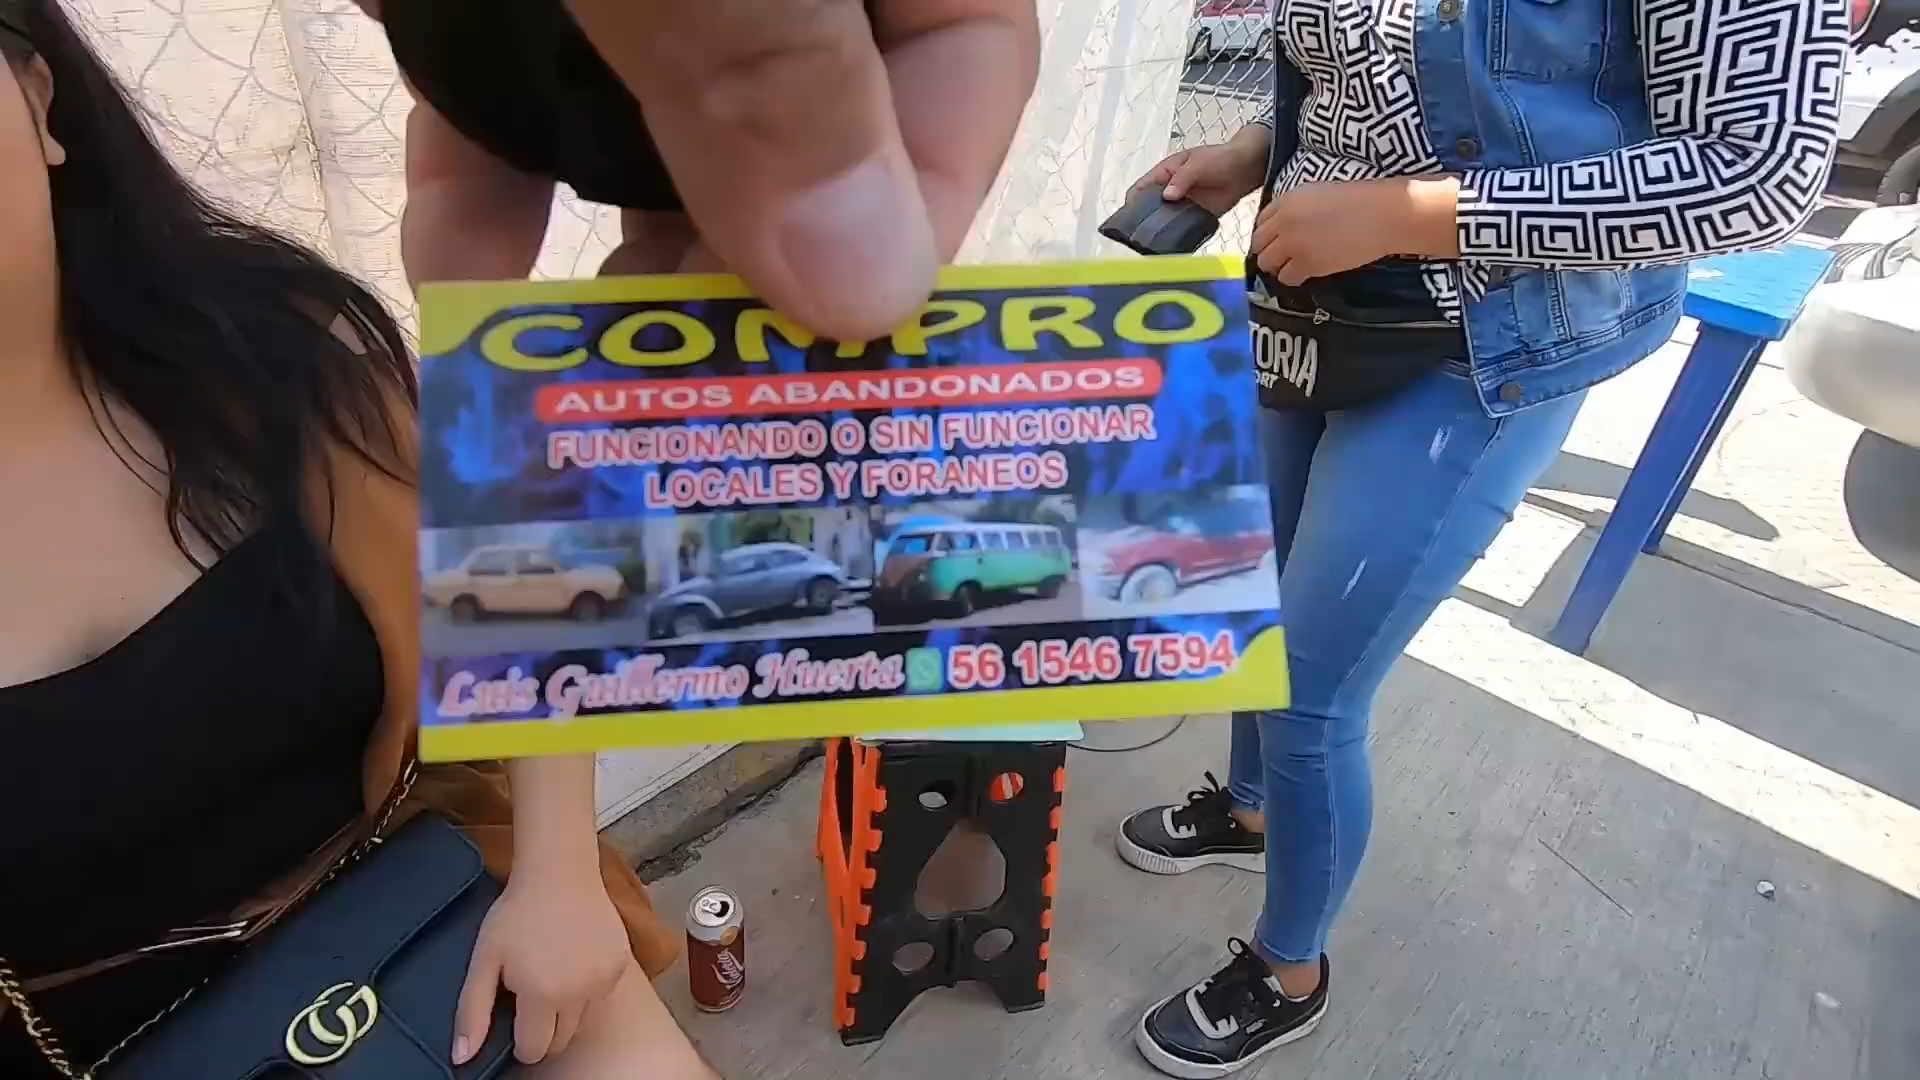 COMPRO
AUTOS ABANDONADOS
FUNCIONANDO O SIN FUNCIONAR
LOCALES Y FORANEOS
Luis Guillermo Huerta 56 1546 7594
TORIA